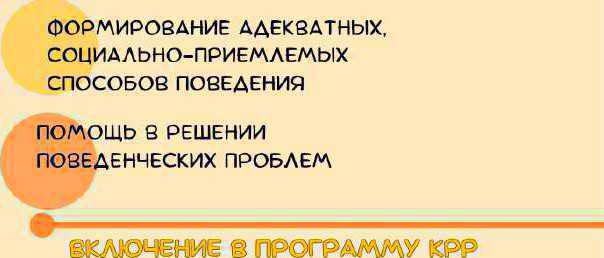 ФОРМИРОВАНИЕ АДЕКВАТНЫХ,
СОЦИАЛЬНО-ПРИЕМЛЕМЫХ
СПОСОБОВ ПОВЕДЕНИЯ
ПОМОЩЬ В РЕШЕНИИ
ПОВЕДЕНЧЕСКИХ ПРОБЛЕМ
ВКЛЮЧЕНИЕ В ПРОГРАММУ КРР